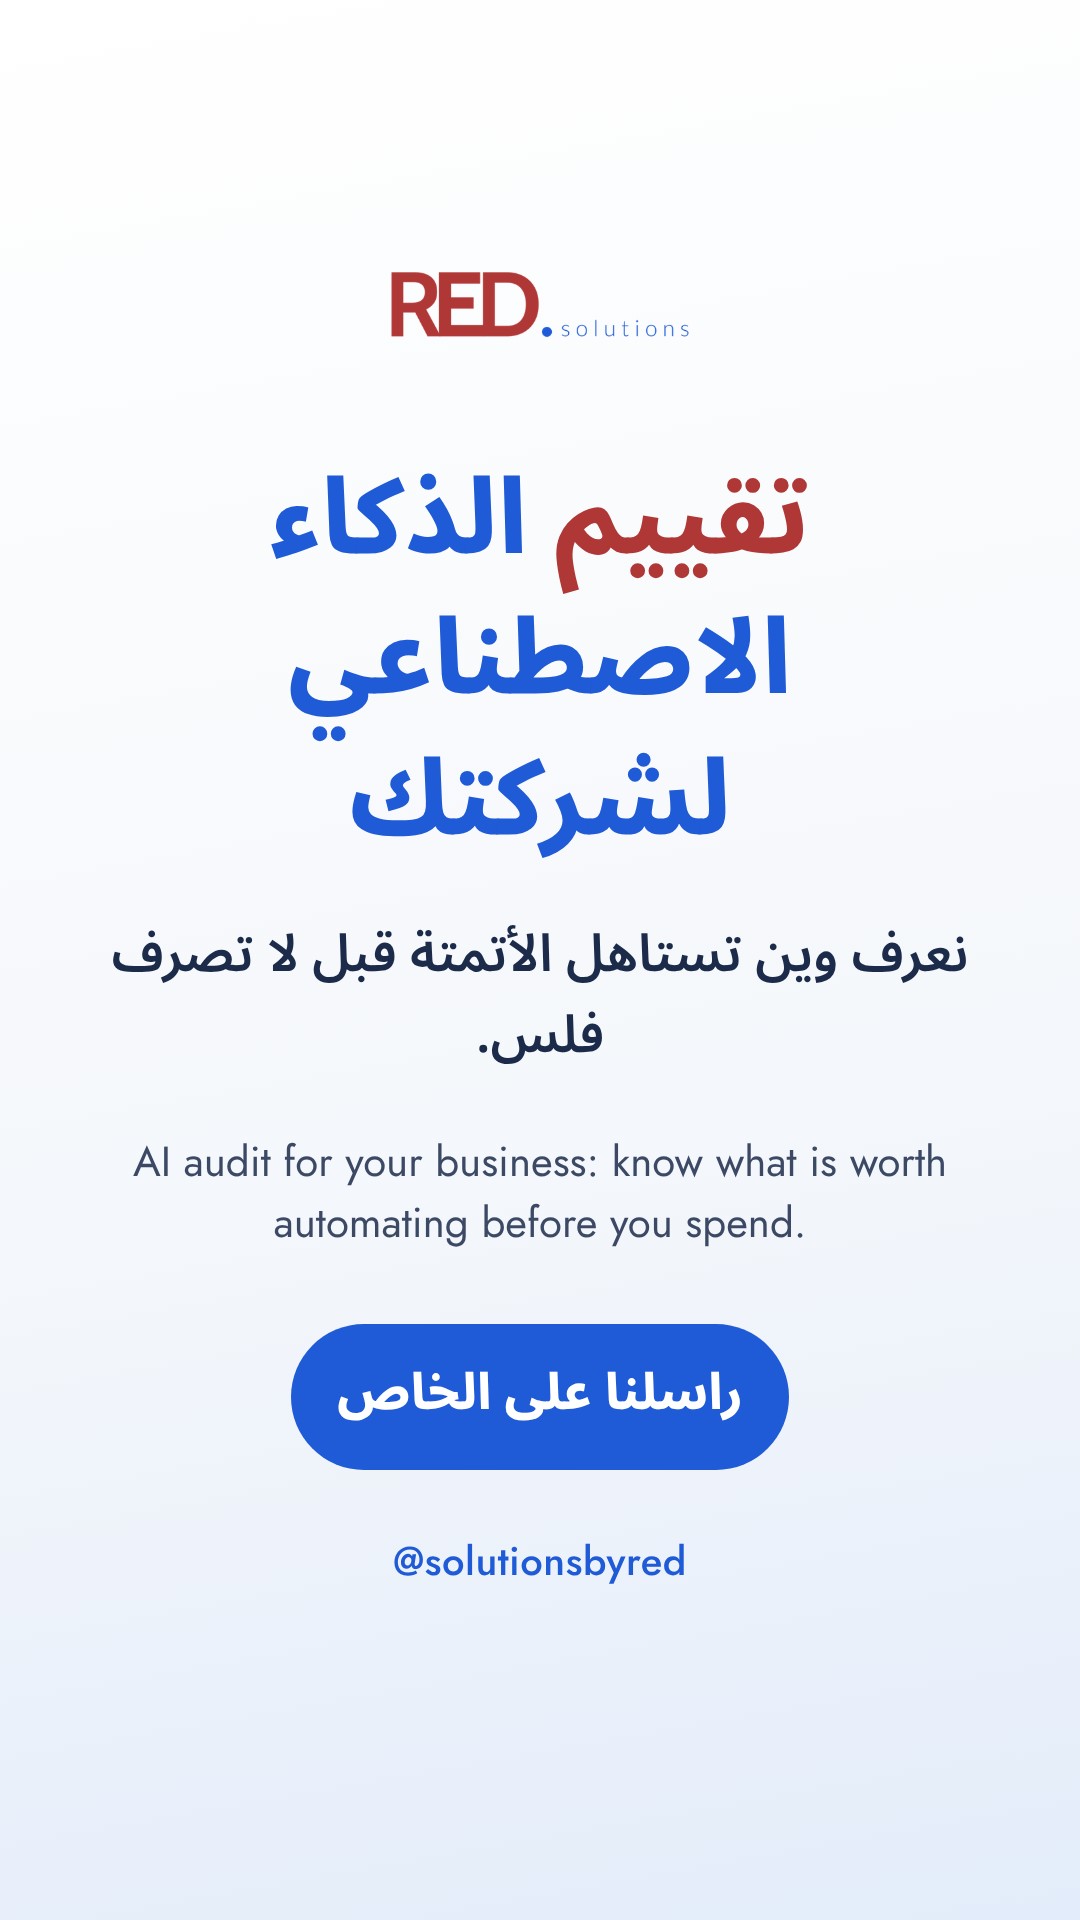 RED.solutions
تقييم الذكاء
الاصطناعي
لشركتك
نعرف وين تستاهل الأتمتة قبل لا تصرف
فلس.
AI audit for your business: know what is worth
automating before you spend.
راسلنا على الخاص
@solutionsbyred